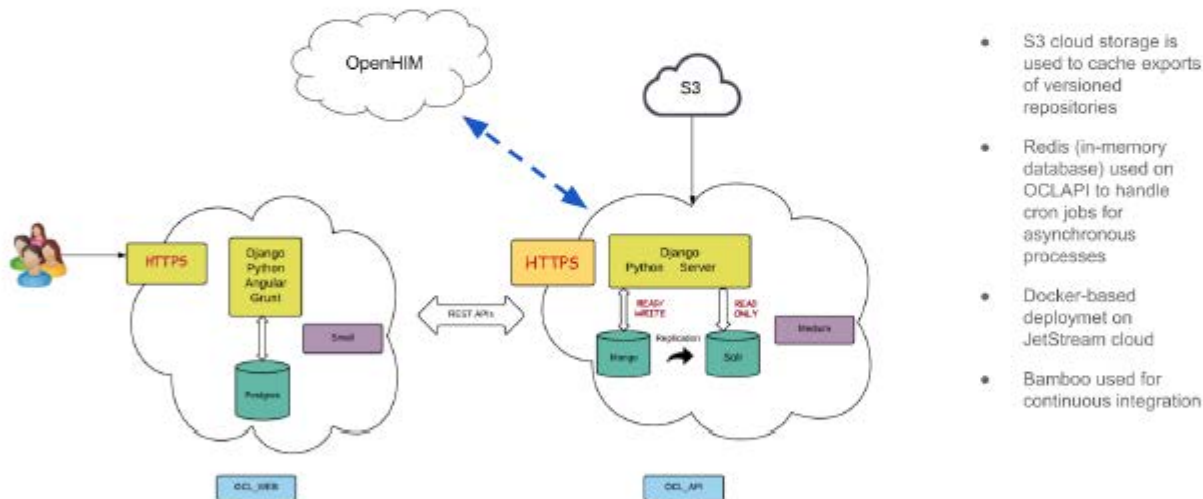 OpenHIM
S3
HTTPS
Django
Python
Angular
Grunt
Small
Postgres
REST APIs
HTTPS
Django
Python Server
READ/
WRITE
READ
ONLY
Mongo
Replication
Solr
Medium
OCL_WEB
OCL_API
● S3 cloud storage is
used to cache exports
of versioned
repositories
● Redis (in-memory
database) used on
OCLAPI to handle
cron jobs for
asynchronous
processes
● Docker-based
deploymet on
JetStream cloud
● Bamboo used for
continuous integration